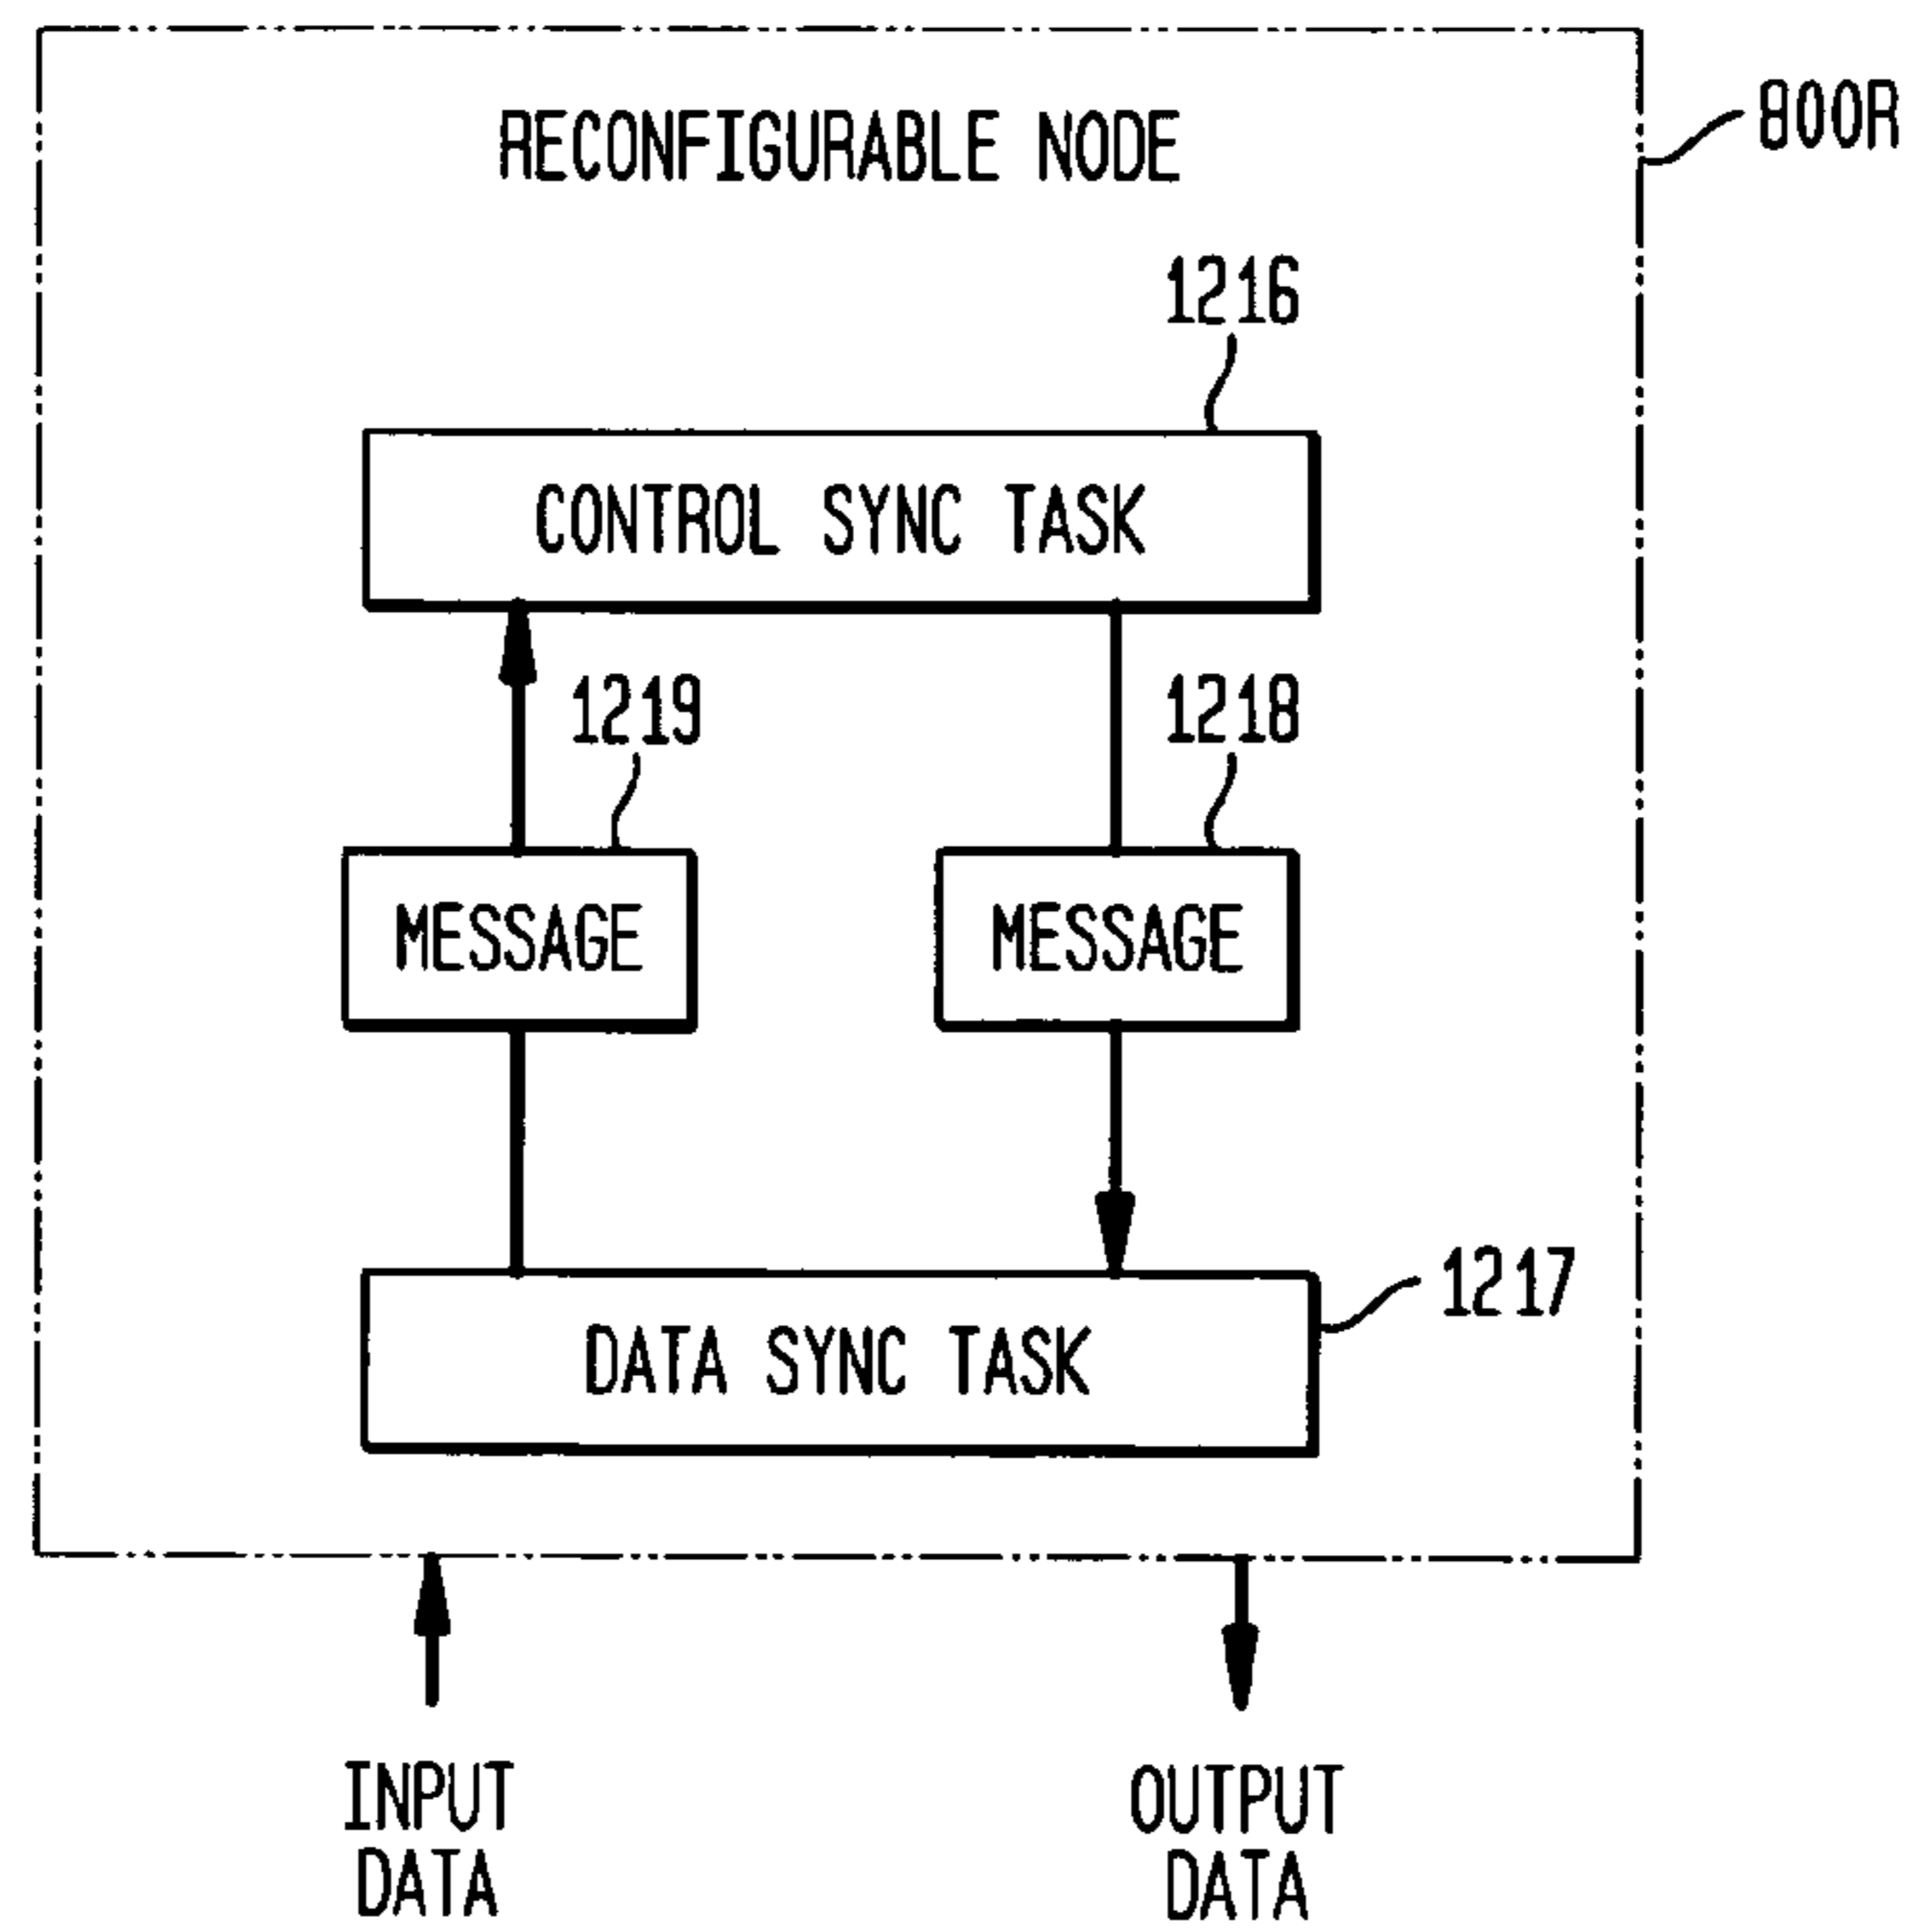 800R
RECONFIGURABLE NODE
1216
CONTROL SYNC TASK
1219
1218
MESSAGE
MESSAGE
1217
DATA SYNC TASK
INPUT
DATA
OUTPUT
DATA